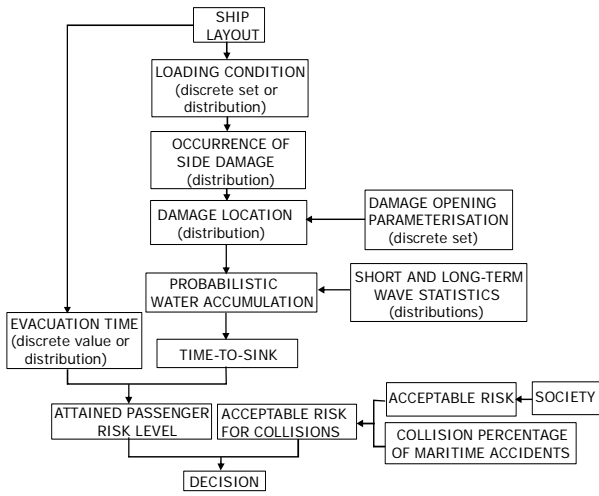 SHIP
LAYOUT
LOADING CONDITION
(discrete set or
distribution)
OCCURRENCE OF
SIDE DAMAGE
(distribution)
DAMAGE LOCATION
(distribution)
DAMAGE OPENING
PARAMETERISATION
(discrete set)
PROBABILISTIC
WATER ACCUMULATION
SHORT AND LONG-TERM
WAVE STATISTICS
(distributions)
EVACUATION TIME
(discrete value or
distribution)
TIME-TO-SINK
ATTAINED PASSENGER
RISK LEVEL
ACCEPTABLE RISK
FOR COLLISIONS
ACCEPTABLE RISK
SOCIETY
COLLISION PERCENTAGE
OF MARITIME ACCIDENTS
DECISION